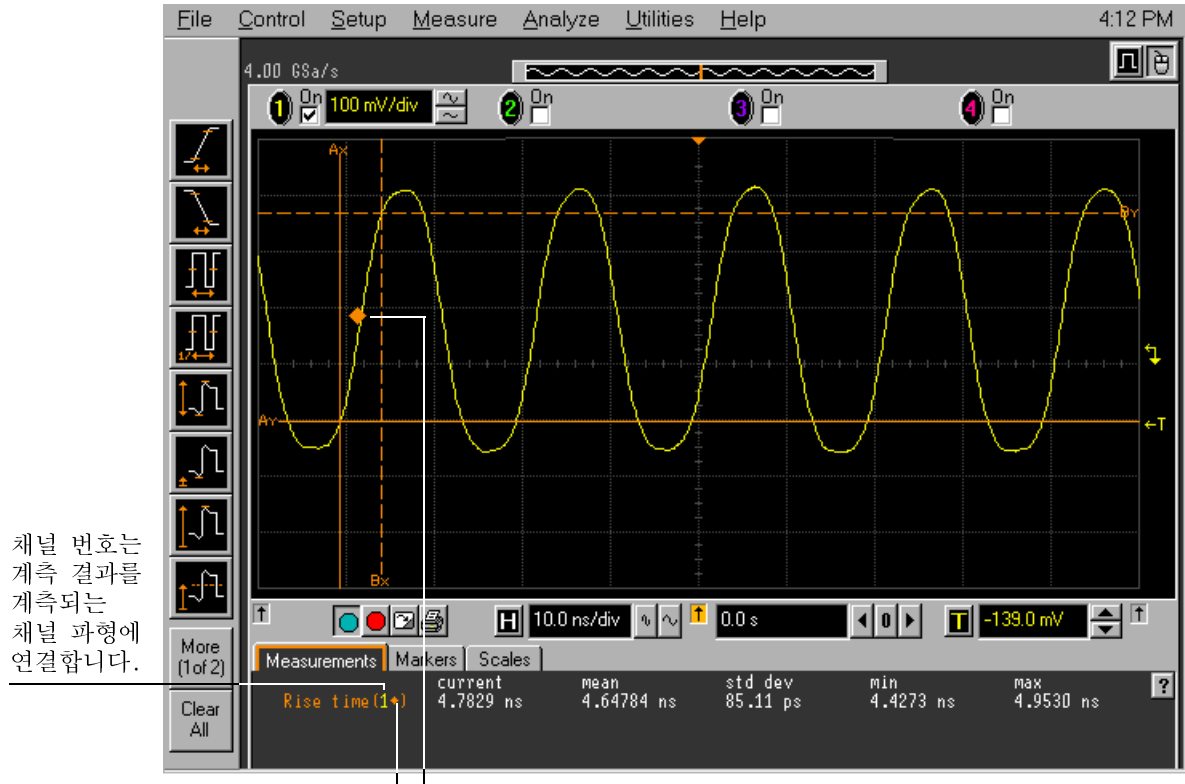 File Control Setup Measure Analyze Utilities Help 4:12 PM
4.00 GSa/s
1 On 100 mV/div 2 On 3 On 4 On
Ax
By
Ay
←T
Bx
H 10.0 ns/div 0.0 s 0 T -139.0 mV
1/
More
(1of 2)
Clear
All
Measurements Markers Scales
current mean std dev min max
Rise time(1◆) 4.7829 ns 4.64784 ns 85.11 ps 4.4273 ns 4.9530 ns
?
채널 번호는
계측 결과를
계측되는
채널 파형에
연결합니다.